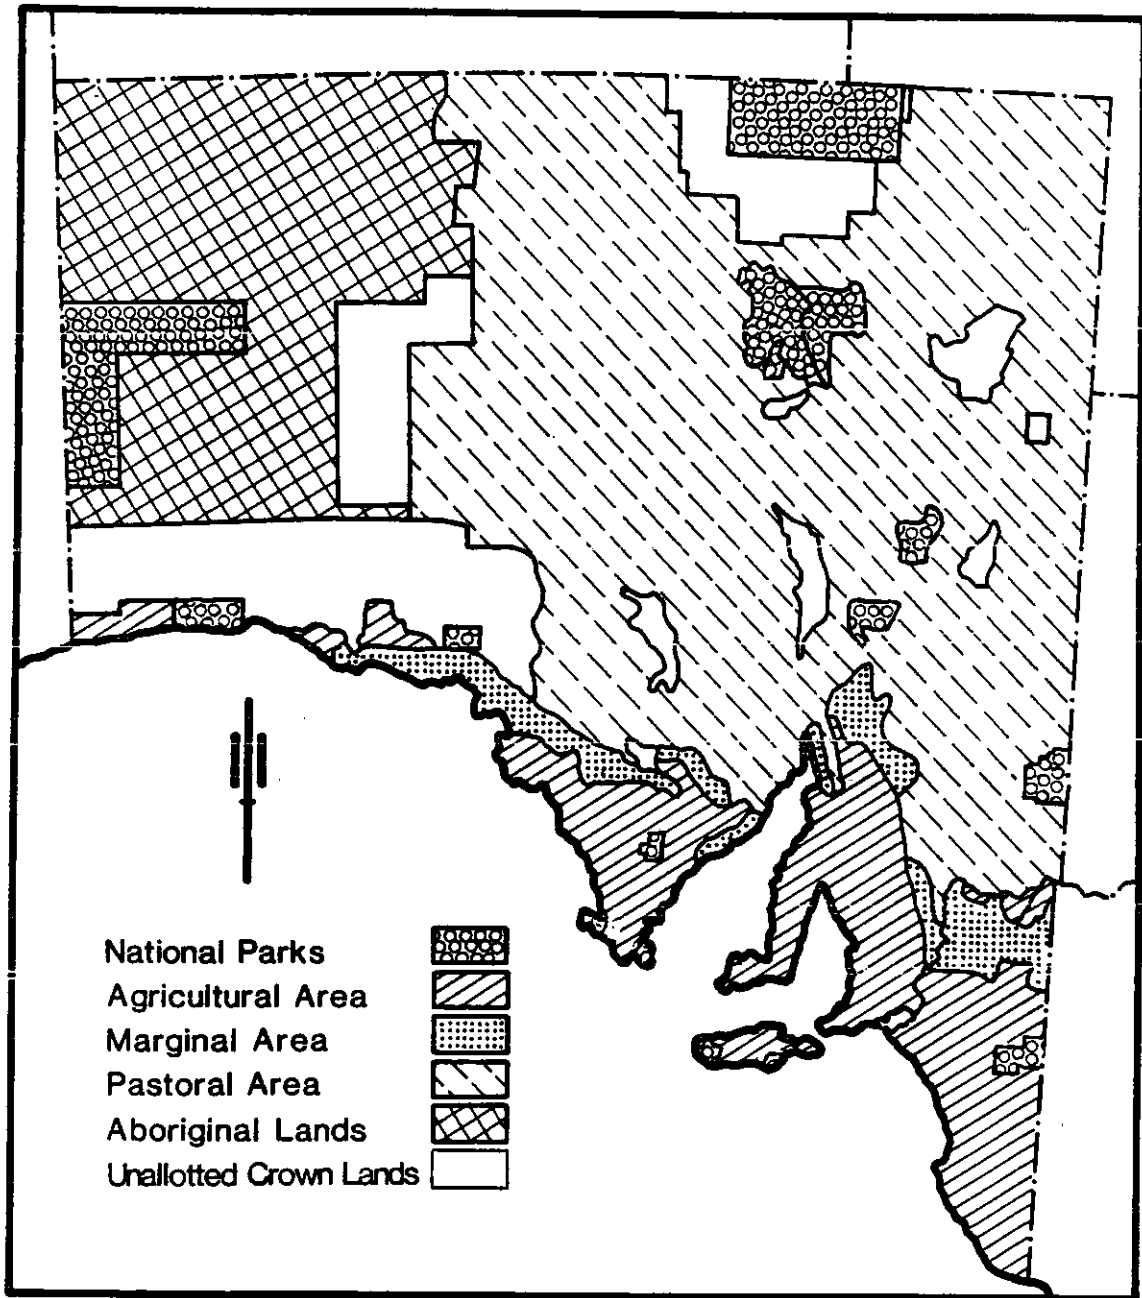 National Parks
Agricultural Area
Marginal Area
Pastoral Area
Aboriginal Lands
Unallotted Crown Lands